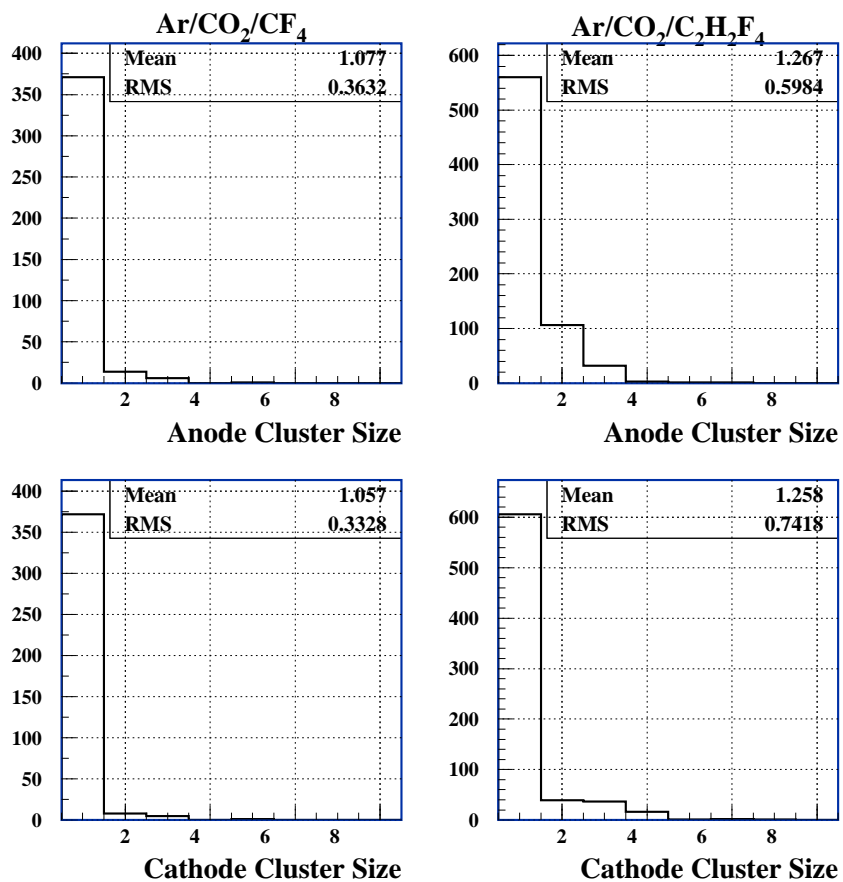 Ar/CO2/CF4
Mean 1.077
RMS 0.3632
400
350
300
250
200
150
100
50
0
2 4 6 8
Anode Cluster Size
Ar/CO2/C2H2F4
Mean 1.267
RMS 0.5984
600
500
400
300
200
100
0
2 4 6 8
Anode Cluster Size
Mean 1.057
RMS 0.3328
400
350
300
250
200
150
100
50
0
2 4 6 8
Cathode Cluster Size
Mean 1.258
RMS 0.7418
600
500
400
300
200
100
0
2 4 6 8
Cathode Cluster Size